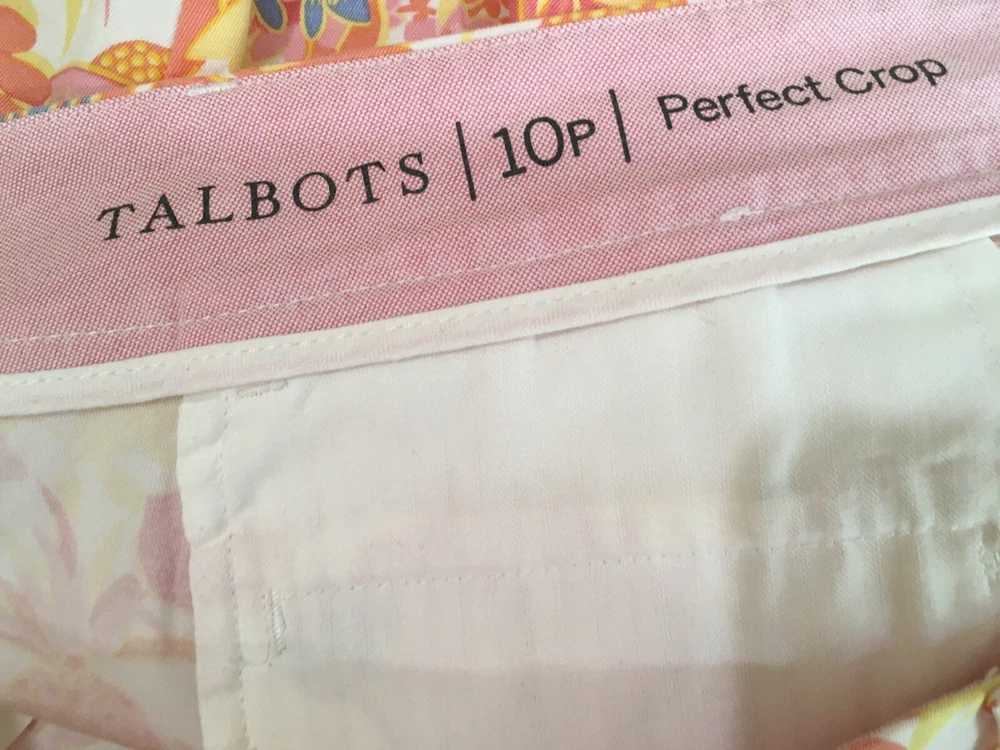 TALBOTS | 10P | Perfect Crop